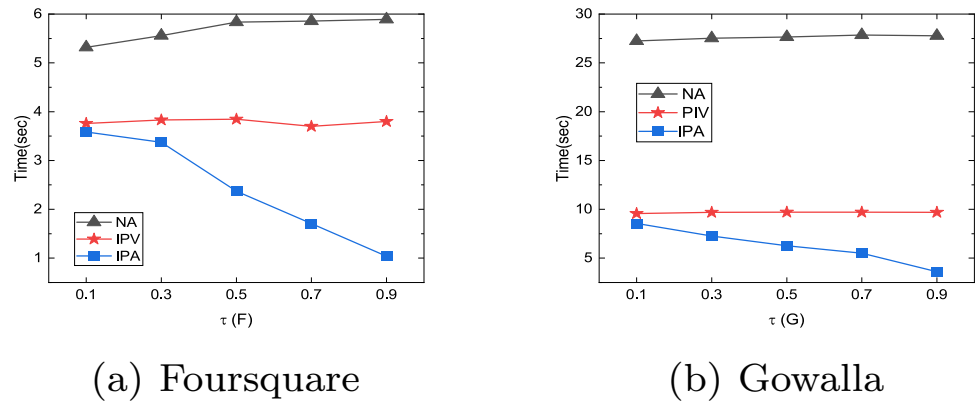 6
5
4
3
2
1
Time(sec)
NA
IPV
IPA
0.1 0.3 0.5 0.7 0.9
τ (F)
(a) Foursquare
30
25
20
15
10
5
Time(sec)
NA
PIV
IPA
0.1 0.3 0.5 0.7 0.9
τ (G)
(b) Gowalla